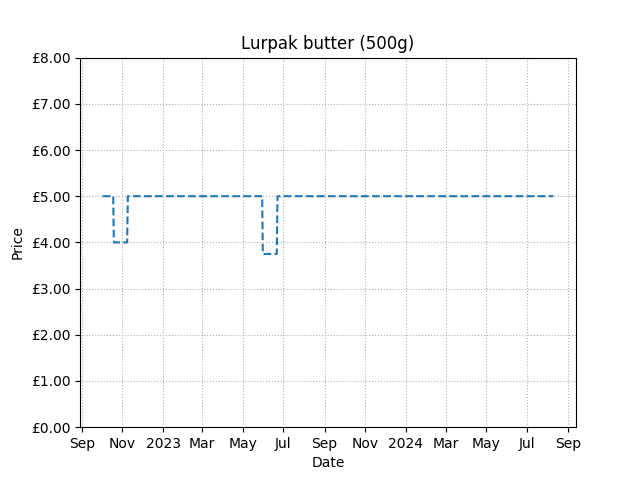 Lurpak butter (500g)
£8.00
£7.00
£6.00
£5.00
£4.00
£3.00
£2.00
£1.00
£0.00
Price
Sep Nov 2023 Mar May Jul Sep Nov 2024 Mar May Jul Sep
Date